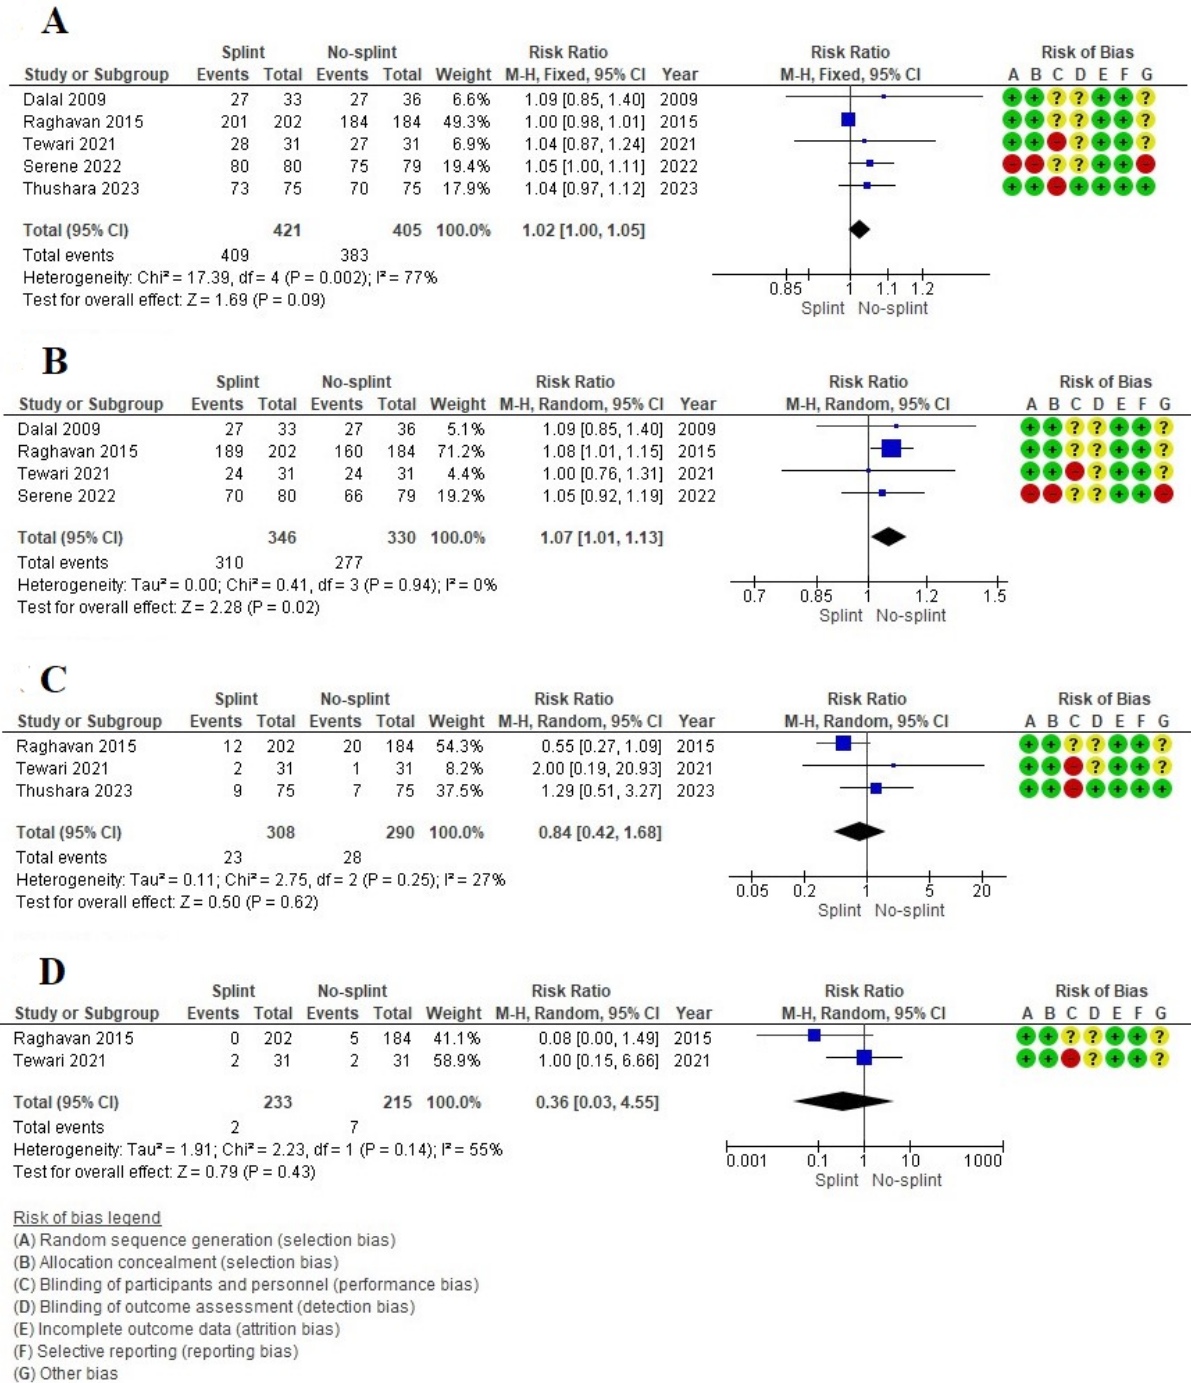 A
Splint No-splint Risk Ratio Risk Ratio Risk of Bias
Study or Subgroup Events Total Events Total Weight M-H, Fixed, 95% CI Year M-H, Fixed, 95% CI A B C D E F G
Dalal 2009 27 33 27 36 6.6% 1.09 [0.85, 1.40] 2009 + + ? ? + + ?
Raghavan 2015 201 202 184 184 49.3% 1.00 [0.98, 1.01] 2015 + + ? ? + + ?
Tewari 2021 28 31 27 31 6.9% 1.04 [0.87, 1.24] 2021 + + - ? + + ?
Serene 2022 80 80 75 79 19.4% 1.05 [1.00, 1.11] 2022 - - ? ? + + -
Thushara 2023 73 75 70 75 17.9% 1.04 [0.97, 1.12] 2023 + + - + + + +
Total (95% CI) 421 405 100.0% 1.02 [1.00, 1.05]
Total events 409 383
Heterogeneity: Chi² = 17.39, df = 4 (P = 0.002); I² = 77%
Test for overall effect: Z = 1.69 (P = 0.09)
0.85 1 1.1 1.2
Splint No-splint
B
Splint No-splint Risk Ratio Risk Ratio Risk of Bias
Study or Subgroup Events Total Events Total Weight M-H, Random, 95% CI Year M-H, Random, 95% CI A B C D E F G
Dalal 2009 27 33 27 36 5.1% 1.09 [0.85, 1.40] 2009 + + ? ? + + ?
Raghavan 2015 189 202 160 184 71.2% 1.08 [1.01, 1.15] 2015 + + ? ? + + ?
Tewari 2021 24 31 24 31 4.4% 1.00 [0.76, 1.31] 2021 + + - ? + + ?
Serene 2022 70 80 66 79 19.2% 1.05 [0.92, 1.19] 2022 - - ? ? + + -
Total (95% CI) 346 330 100.0% 1.07 [1.01, 1.13]
Total events 310 277
Heterogeneity: Tau² = 0.00; Chi² = 0.41, df = 3 (P = 0.94); I² = 0%
Test for overall effect: Z = 2.28 (P = 0.02)
0.7 0.85 1 1.2 1.5
Splint No-splint
C
Splint No-splint Risk Ratio Risk Ratio Risk of Bias
Study or Subgroup Events Total Events Total Weight M-H, Random, 95% CI Year M-H, Random, 95% CI A B C D E F G
Raghavan 2015 12 202 20 184 54.3% 0.55 [0.27, 1.09] 2015 + + ? ? + + ?
Tewari 2021 2 31 1 31 8.2% 2.00 [0.19, 20.93] 2021 + + - ? + + ?
Thushara 2023 9 75 7 75 37.5% 1.29 [0.51, 3.27] 2023 + + - + + + +
Total (95% CI) 308 290 100.0% 0.84 [0.42, 1.68]
Total events 23 28
Heterogeneity: Tau² = 0.11; Chi² = 2.75, df = 2 (P = 0.25); I² = 27%
Test for overall effect: Z = 0.50 (P = 0.62)
0.05 0.2 1 5 20
Splint No-splint
D
Splint No-splint Risk Ratio Risk Ratio Risk of Bias
Study or Subgroup Events Total Events Total Weight M-H, Random, 95% CI Year M-H, Random, 95% CI A B C D E F G
Raghavan 2015 0 202 5 184 41.1% 0.08 [0.00, 1.49] 2015 + + ? ? + + ?
Tewari 2021 2 31 2 31 58.9% 1.00 [0.15, 6.66] 2021 + + - ? + + ?
Total (95% CI) 233 215 100.0% 0.36 [0.03, 4.55]
Total events 2 7
Heterogeneity: Tau² = 1.91; Chi² = 2.23, df = 1 (P = 0.14); I² = 55%
Test for overall effect: Z = 0.79 (P = 0.43)
0.001 0.1 1 10 1000
Splint No-splint
Risk of bias legend
(A) Random sequence generation (selection bias)
(B) Allocation concealment (selection bias)
(C) Blinding of participants and personnel (performance bias)
(D) Blinding of outcome assessment (detection bias)
(E) Incomplete outcome data (attrition bias)
(F) Selective reporting (reporting bias)
(G) Other bias